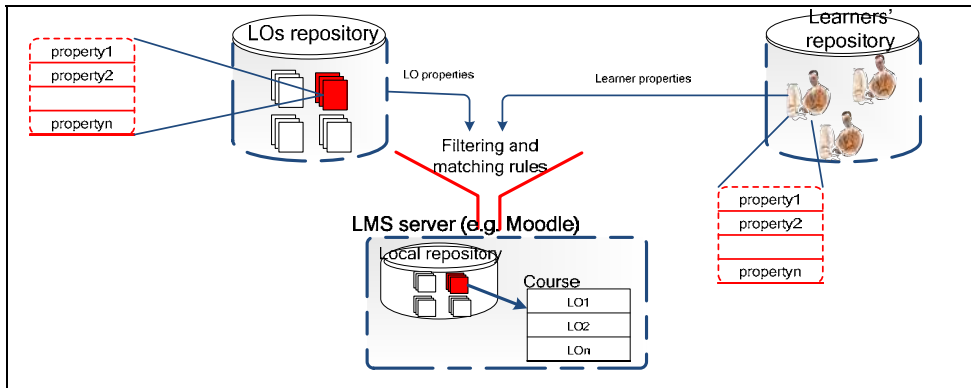 LOs repository
property1
property2
propertyn
LO properties
Learner properties
Learners'
repository
Filtering and
matching rules
property1
property2
propertyn
LMS server (e.g. Moodle)
Local repository
Course
LO1
LO2
LOn